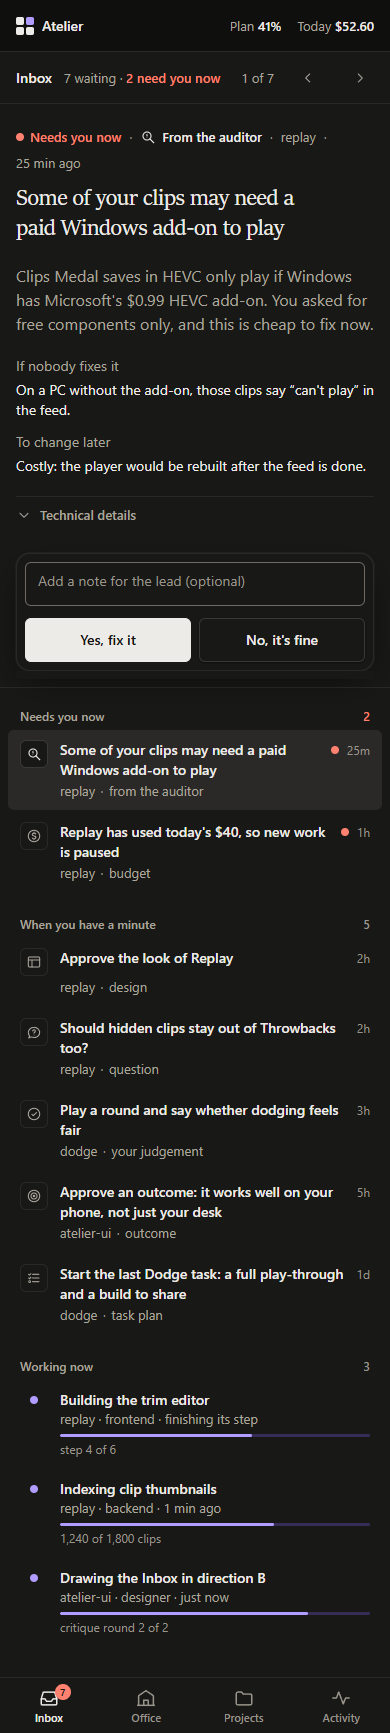 Atelier
Plan 41% Today $52.60
Inbox 7 waiting · 2 need you now 1 of 7
Needs you now · From the auditor · replay ·
25 min ago
Some of your clips may need a
paid Windows add-on to play
Clips Medal saves in HEVC only play if Windows
has Microsoft's $0.99 HEVC add-on. You asked for
free components only, and this is cheap to fix now.
If nobody fixes it
On a PC without the add-on, those clips say “can't play” in
the feed.
To change later
Costly: the player would be rebuilt after the feed is done.
Technical details
Add a note for the lead (optional)
Yes, fix it
No, it's fine
Needs you now 2
Some of your clips may need a paid 25m
Windows add-on to play
replay · from the auditor
Replay has used today's $40, so new work 1h
is paused
replay · budget
When you have a minute 5
Approve the look of Replay 2h
replay · design
Should hidden clips stay out of Throwbacks 2h
too?
replay · question
Play a round and say whether dodging feels 3h
fair
dodge · your judgement
Approve an outcome: it works well on your 5h
phone, not just your desk
atelier-ui · outcome
Start the last Dodge task: a full play-through 1d
and a build to share
dodge · task plan
Working now 3
Building the trim editor
replay · frontend · finishing its step
step 4 of 6
Indexing clip thumbnails
replay · backend · 1 min ago
1,240 of 1,800 clips
Drawing the Inbox in direction B
atelier-ui · designer · just now
critique round 2 of 2
7
Inbox Office Projects Activity